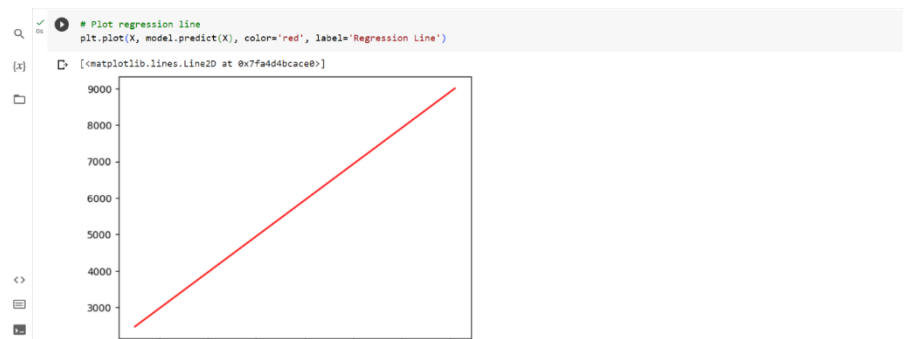 0s
# Plot regression line
plt.plot(X, model.predict(X), color='red', label='Regression Line')
{x}
[<matplotlib.lines.Line2D at 0x7fa4d4bcace0>]
9000
8000
7000
6000
5000
4000
3000